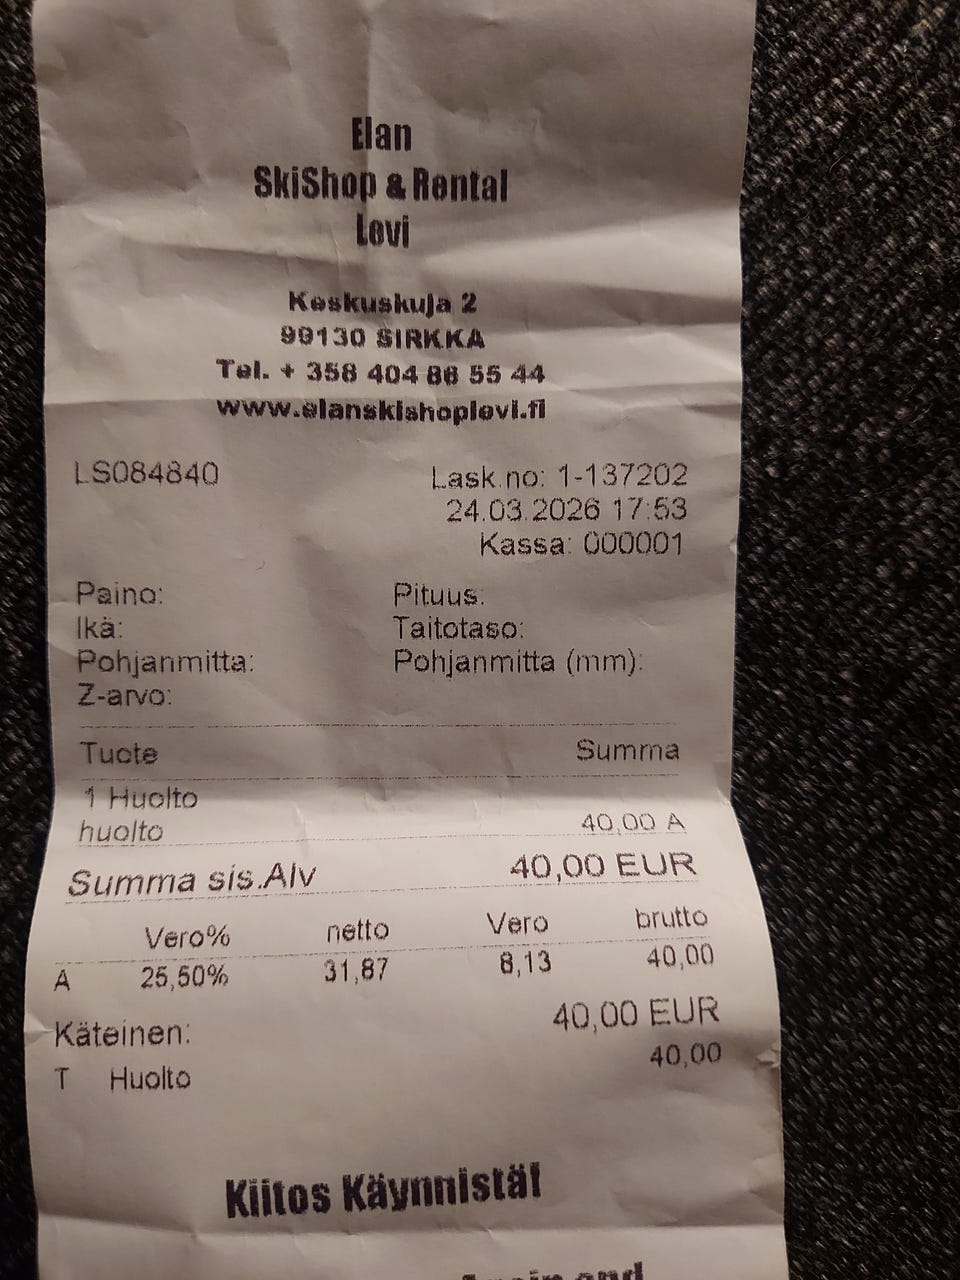 Elan
SkiShop & Rental
Levi
Keskuskuja 2
99130 SIRKKA
Tel. + 358 404 86 55 44
www.elanskishoplevi.fi
LS084840 Lask.no: 1-137202
24.03.2026 17:53
Kassa: 000001
Paino: Pituus:
Ikä: Taitotaso:
Pohjanmitta: Pohjanmitta (mm):
Z-arvo:
Tuote Summa
1 Huolto
huolto 40,00 A
Summa sis.Alv 40,00 EUR
Vero% netto Vero brutto
A 25,50% 31,87 8,13 40,00
Käteinen: 40,00 EUR
T Huolto 40,00
Kiitos Käynnistä!
Again and